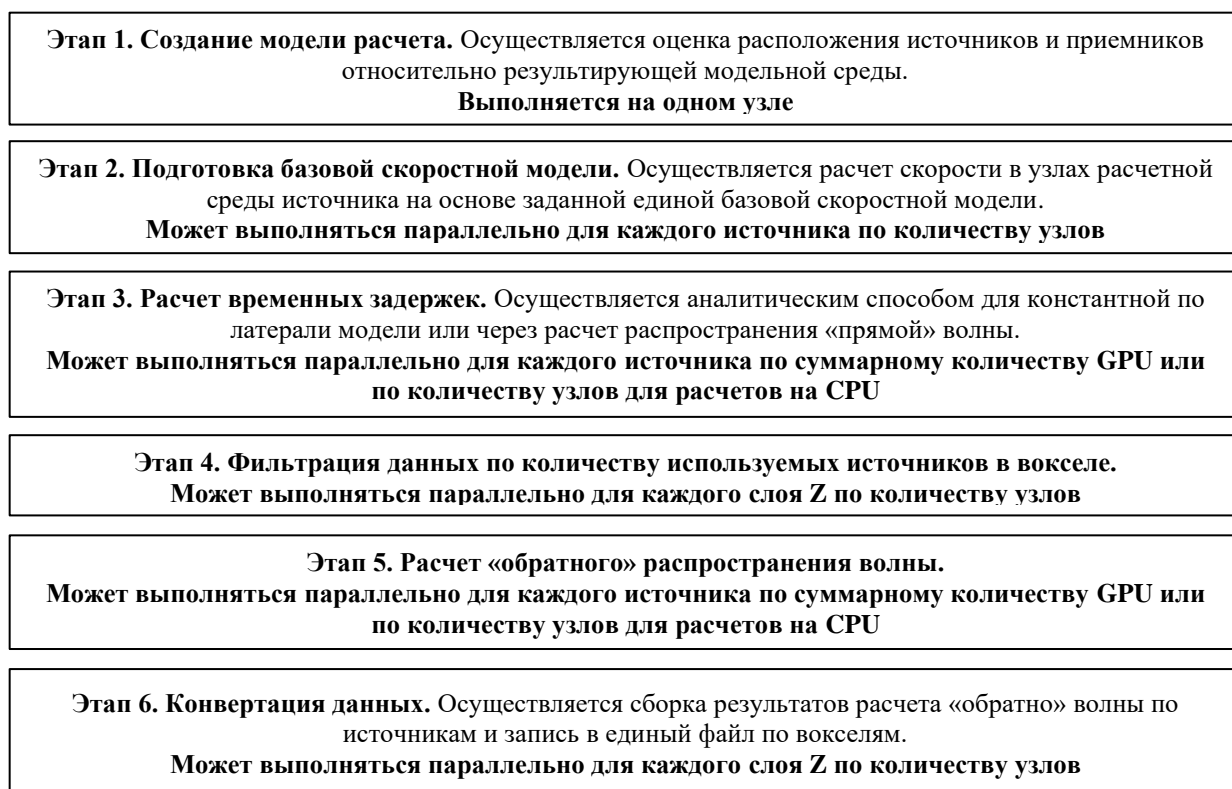 Этап 1. Создание модели расчета. Осуществляется оценка расположения источников и приемников
относительно результирующей модельной среды.
Выполняется на одном узле
Этап 2. Подготовка базовой скоростной модели. Осуществляется расчет скорости в узлах расчетной
среды источника на основе заданной единой базовой скоростной модели.
Может выполняться параллельно для каждого источника по количеству узлов
Этап 3. Расчет временных задержек. Осуществляется аналитическим способом для константной по
латерали модели или через расчет распространения «прямой» волны.
Может выполняться параллельно для каждого источника по суммарному количеству GPU или
по количеству узлов для расчетов на CPU
Этап 4. Фильтрация данных по количеству используемых источников в вокселе.
Может выполняться параллельно для каждого слоя Z по количеству узлов
Этап 5. Расчет «обратного» распространения волны.
Может выполняться параллельно для каждого источника по суммарному количеству GPU или
по количеству узлов для расчетов на CPU
Этап 6. Конвертация данных. Осуществляется сборка результатов расчета «обратно» волны по
источникам и запись в единый файл по вокселям.
Может выполняться параллельно для каждого слоя Z по количеству узлов